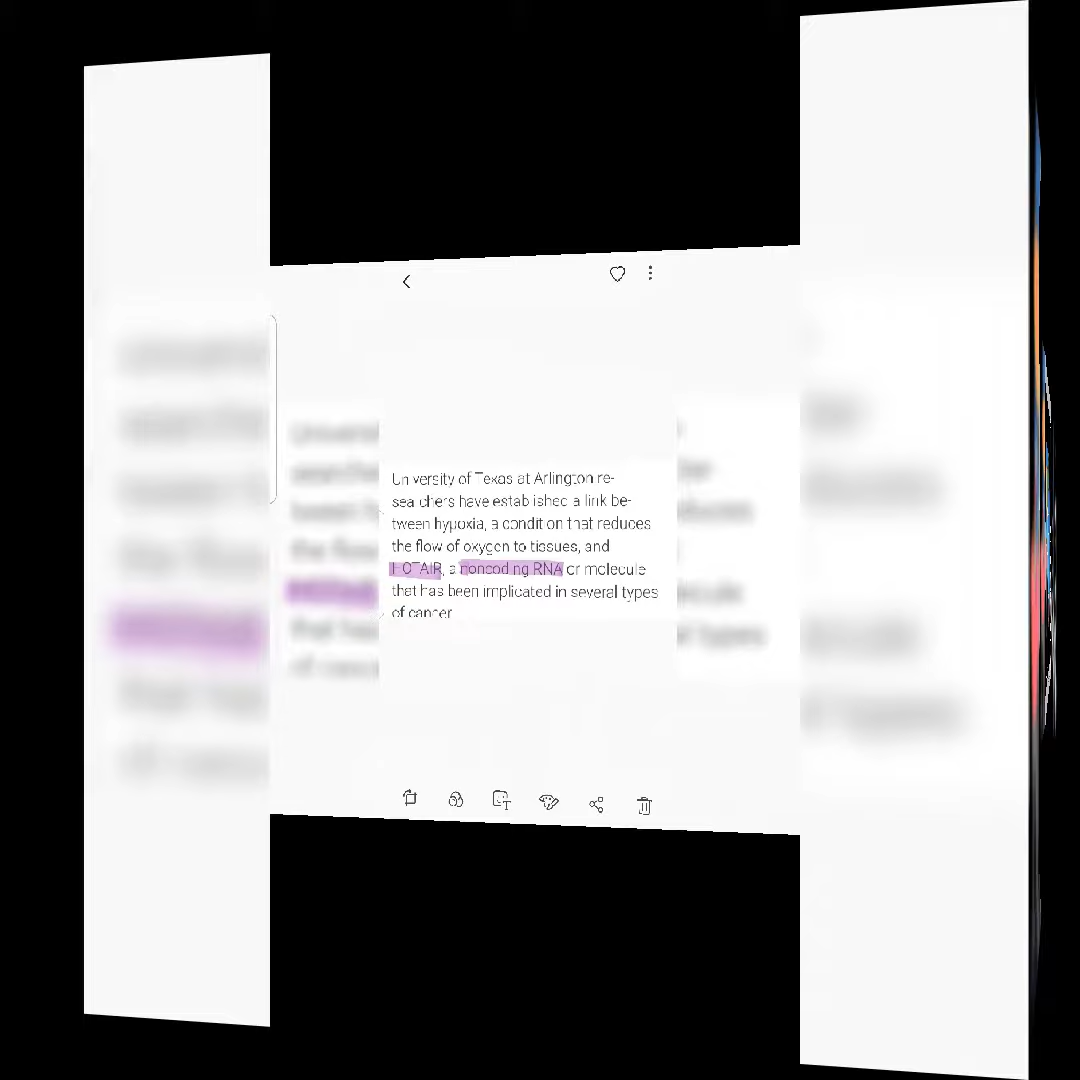 University of Texas at Arlington re-
searchers have established a link be-
tween hypoxia, a condition that reduces
the flow of oxygen to tissues, and
HOTAIR, a noncoding RNA or molecule
that has been implicated in several types
of cancer